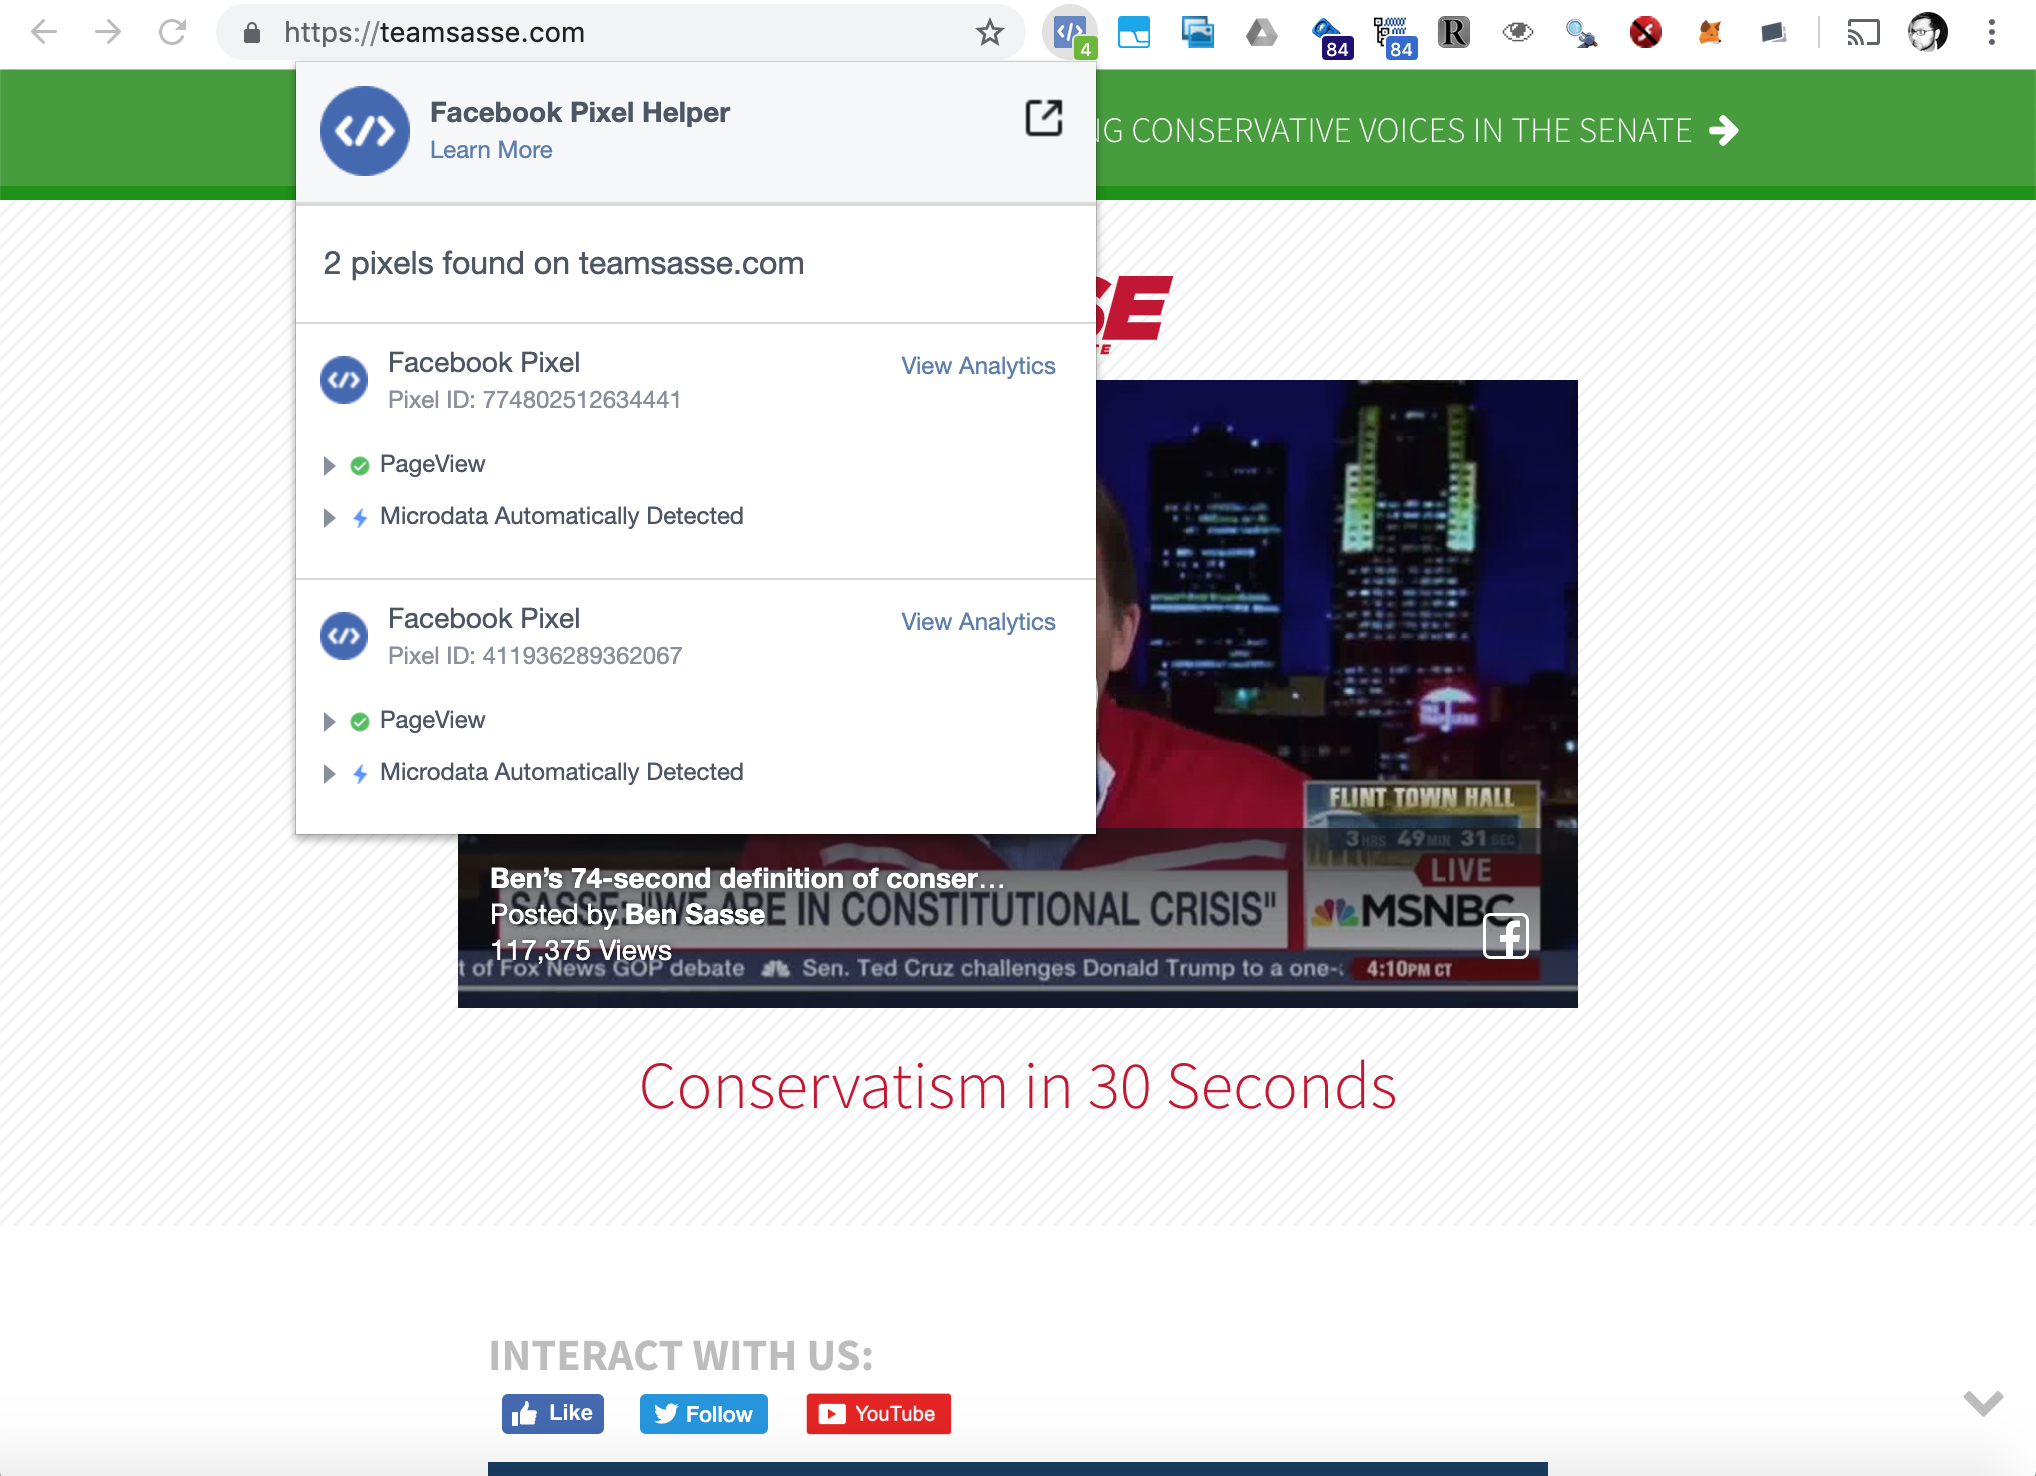 https://teamsasse.com
4
84
84
R
Facebook Pixel Helper
Learn More
NG CONSERVATIVE VOICES IN THE SENATE
2 pixels found on teamsasse.com
SE
TE
Facebook Pixel
View Analytics
Pixel ID: 774802512634441
PageView
Microdata Automatically Detected
Facebook Pixel
View Analytics
Pixel ID: 411936289362067
PageView
Microdata Automatically Detected
FLINT TOWN HALL
3 HRS 49 MIN 31 SEC
LIVE
MSNBC
Ben's 74-second definition of conser...
Posted by Ben Sasse
117,375 Views
ARE IN CONSTITUTIONAL CRISIS"
t of Fox News GOP debate Sen. Ted Cruz challenges Donald Trump to a one-
4:10PM CT
Conservatism in 30 Seconds
INTERACT WITH US:
Like
Follow
YouTube